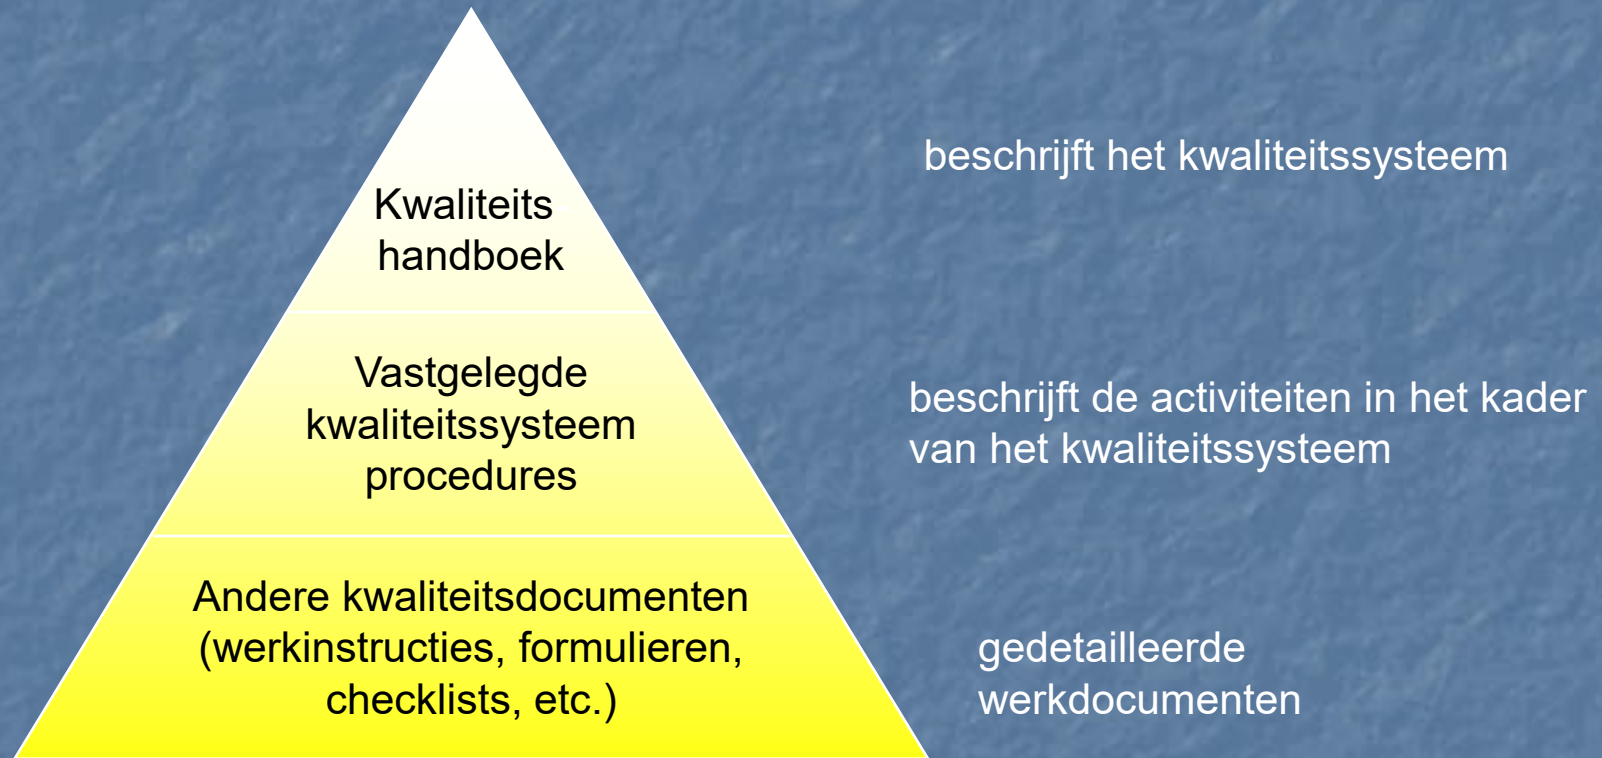 Kwaliteits
handboek
beschrijft het kwaliteitssysteem
Vastgelegde
kwaliteitssysteem
procedures
beschrijft de activiteiten in het kader
van het kwaliteitssysteem
Andere kwaliteitsdocumenten
(werkinstructies, formulieren,
checklists, etc.)
gedetailleerde
werkdocumenten